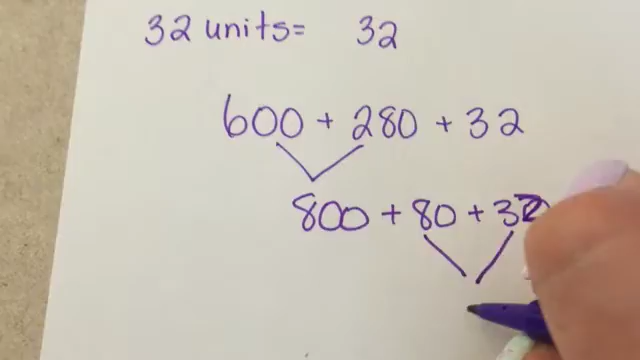 32 units= 32
600 + 280 + 32
800 + 80 + 32